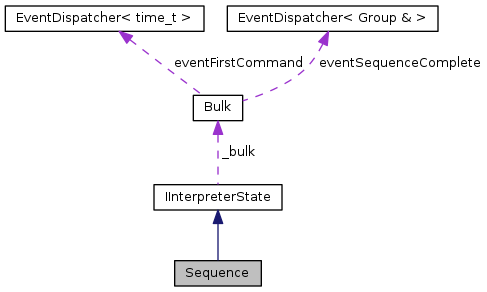 EventDispatcher< time_t >
EventDispatcher< Group & >
eventFirstCommand
eventSequenceComplete
Bulk
_bulk
IInterpreterState
Sequence